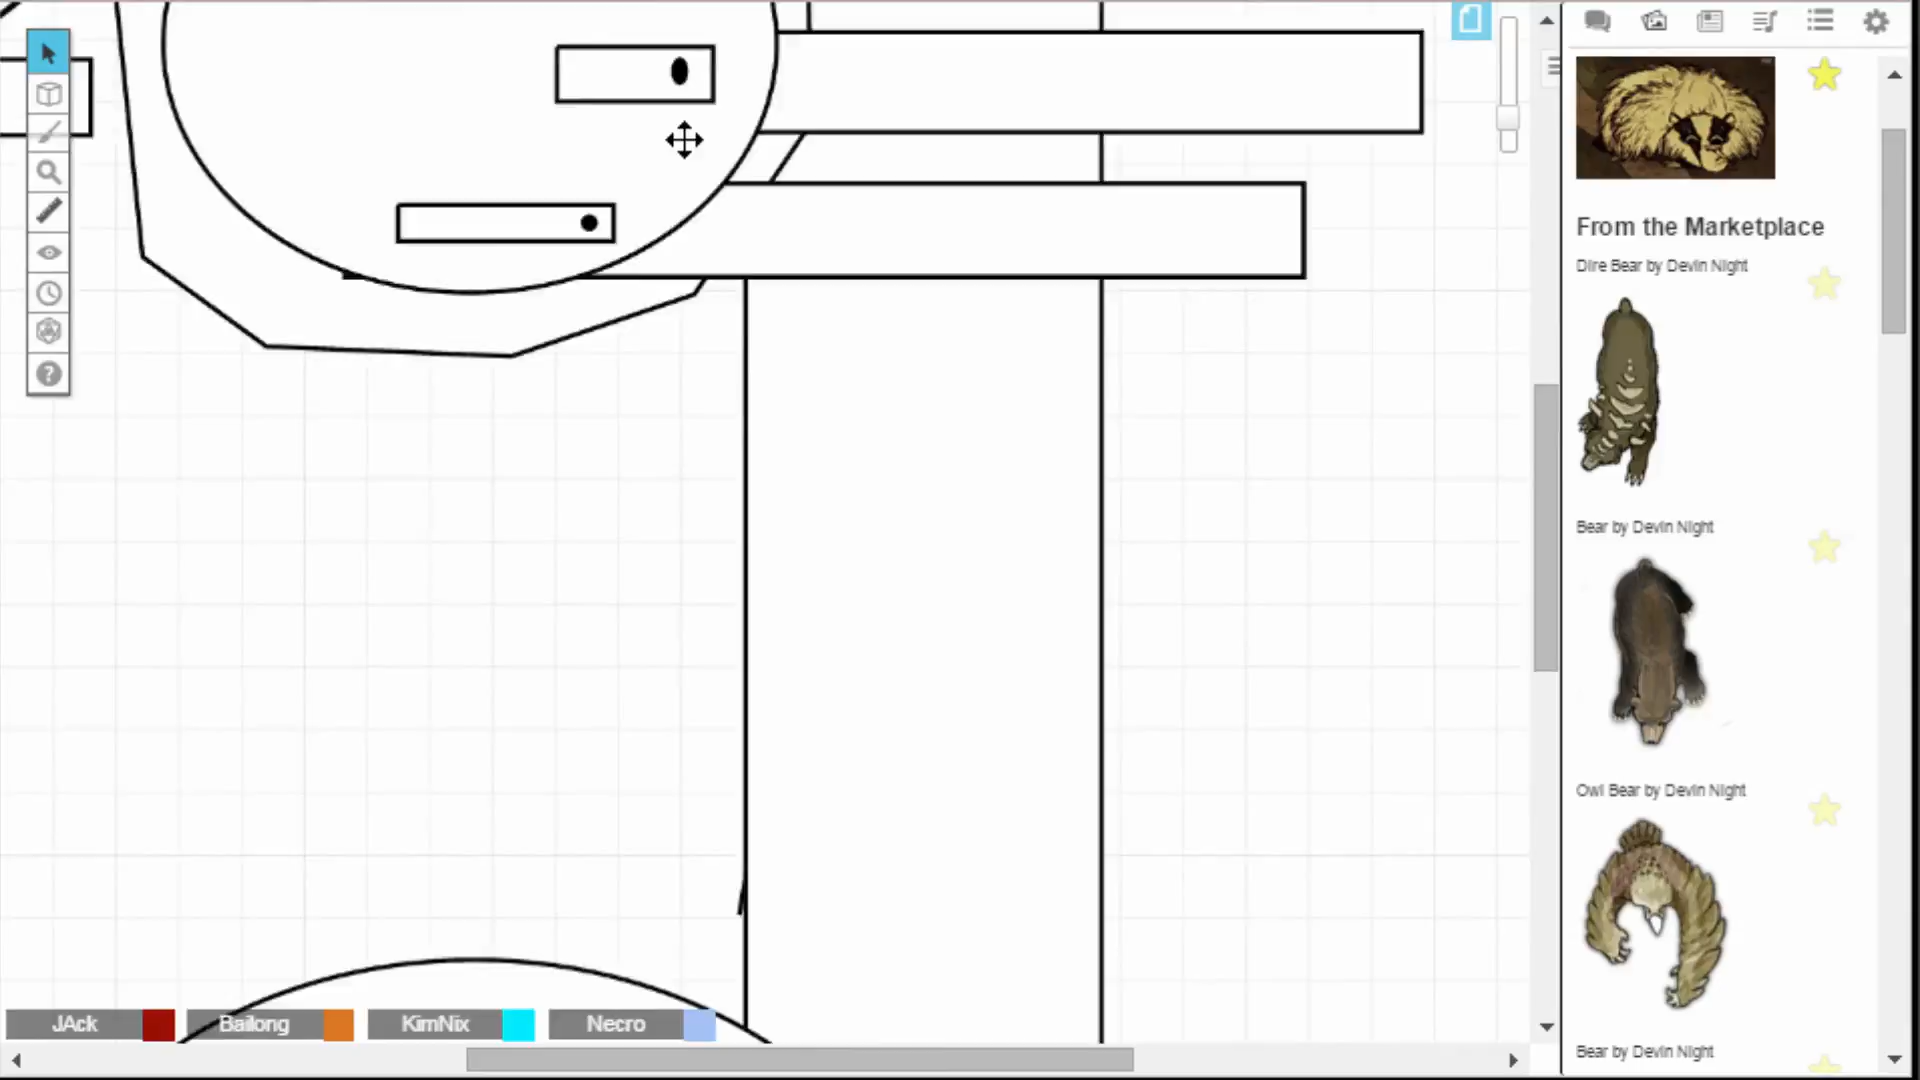 From the Marketplace
Dire Bear by Devin Night
Bear by Devin Night
Owl Bear by Devin Night
Bear by Devin Night
JAck
Bailong
KimNix
Necro